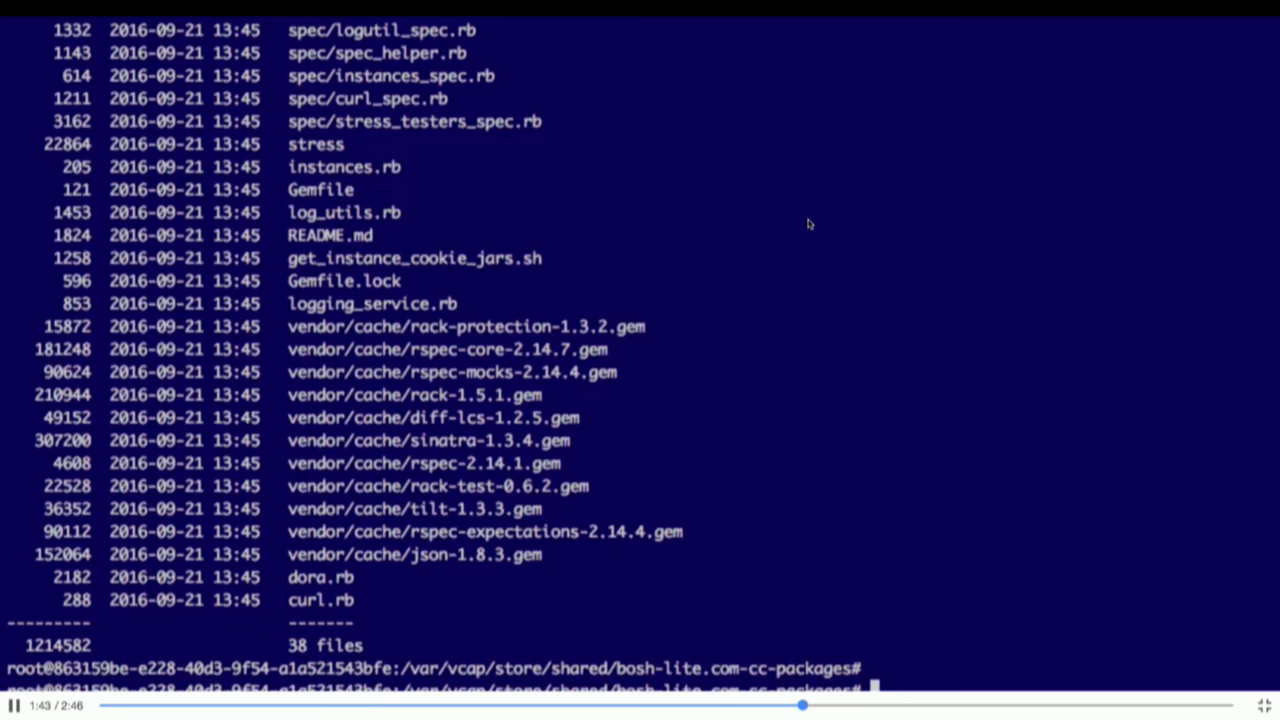 1332 2016-09-21 13:45 spec/logutil_spec.rb
1143 2016-09-21 13:45 spec/spec_helper.rb
614 2016-09-21 13:45 spec/instances_spec.rb
1211 2016-09-21 13:45 spec/curl_spec.rb
3162 2016-09-21 13:45 spec/stress_testers_spec.rb
22864 2016-09-21 13:45 stress
205 2016-09-21 13:45 instances.rb
121 2016-09-21 13:45 Gemfile
1453 2016-09-21 13:45 log_utils.rb
1824 2016-09-21 13:45 README.md
1258 2016-09-21 13:45 get_instance_cookie_jars.sh
596 2016-09-21 13:45 Gemfile.lock
853 2016-09-21 13:45 logging_service.rb
15872 2016-09-21 13:45 vendor/cache/rack-protection-1.3.2.gem
181248 2016-09-21 13:45 vendor/cache/rspec-core-2.14.7.gem
90624 2016-09-21 13:45 vendor/cache/rspec-mocks-2.14.4.gem
210944 2016-09-21 13:45 vendor/cache/rack-1.5.1.gem
49152 2016-09-21 13:45 vendor/cache/diff-lcs-1.2.5.gem
307200 2016-09-21 13:45 vendor/cache/sinatra-1.3.4.gem
4608 2016-09-21 13:45 vendor/cache/rspec-2.14.1.gem
22528 2016-09-21 13:45 vendor/cache/rack-test-0.6.2.gem
36352 2016-09-21 13:45 vendor/cache/tilt-1.3.3.gem
90112 2016-09-21 13:45 vendor/cache/rspec-expectations-2.14.4.gem
152064 2016-09-21 13:45 vendor/cache/json-1.8.3.gem
2182 2016-09-21 13:45 dora.rb
288 2016-09-21 13:45 curl.rb
--------- -------
1214582 38 files
root@863159be-e228-40d3-9f54-a1a521543bfe:/var/vcap/store/shared/bosh-lite.com-cc-packages#
root@863159be-e228-40d3-9f54-a1a521543bfe:/var/vcap/store/shared/bosh-lite.com-cc-packages#
1:43 / 2:46